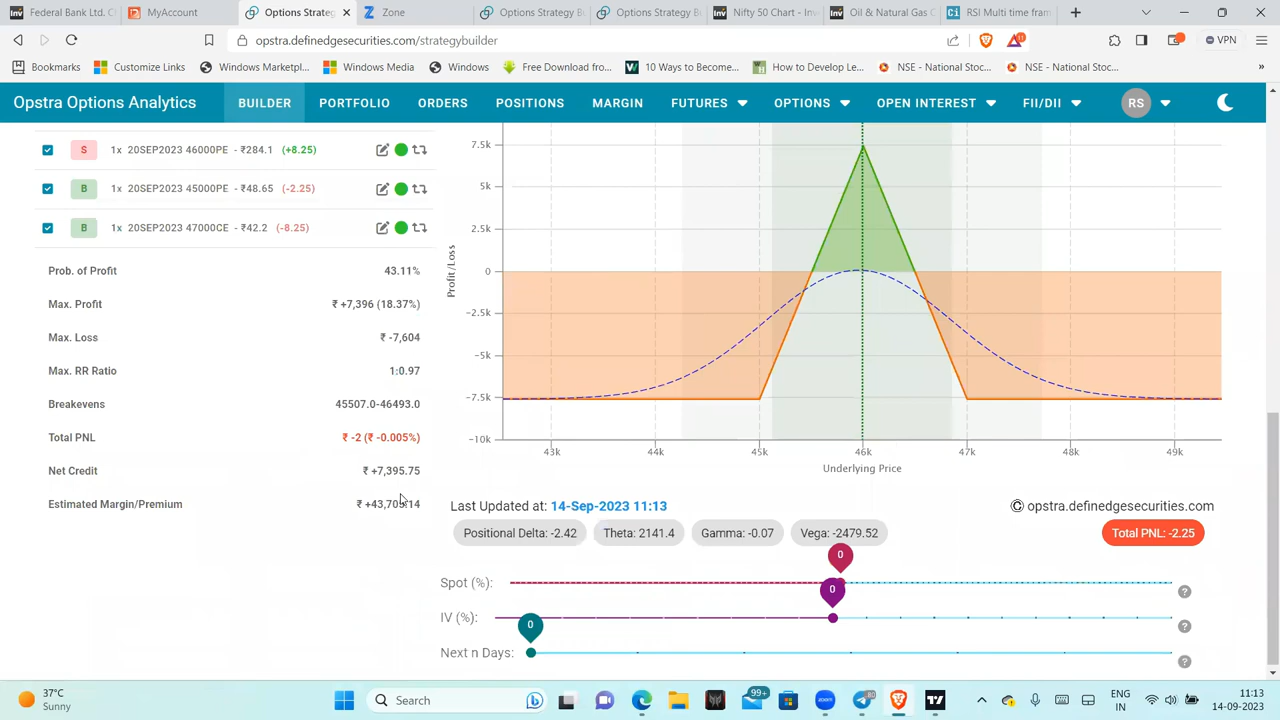 Federal Bank Ltd. C
MyAccount
Options Strate
Zone
Options Strategy B
Options Strategy B
Nifty 50 Chart - Inv
Oil & Natural Gas C
RSI Multi time fram
opstra.definedgesecurities.com/strategybuilder
VPN
Bookmarks
Customize Links
Windows Marketpl...
Windows Media
Windows
Free Download fro...
10 Ways to Become...
How to Develop Le...
NSE - National Stoc...
NSE - National Stoc...
Opstra Options Analytics
BUILDER
PORTFOLIO
ORDERS
POSITIONS
MARGIN
FUTURES
OPTIONS
OPEN INTEREST
FII/DII
RS
S 1x 20SEP2023 46000PE - ₹284.1 (+8.25)
B 1x 20SEP2023 45000PE - ₹48.65 (-2.25)
B 1x 20SEP2023 47000CE - ₹42.2 (-8.25)
Prob. of Profit 43.11%
Max. Profit ₹ +7,396 (18.37%)
Max. Loss ₹ -7,604
Max. RR Ratio 1:0.97
Breakevens 45507.0-46493.0
Total PNL ₹ -2 (₹ -0.005%)
Net Credit ₹ +7,395.75
Estimated Margin/Premium
7.5k
5k
2.5k
0
-2.5k
-5k
-7.5k
-10k
Profit/Loss
43k 44k 45k 46k 47k 48k 49k
Underlying Price
Last Updated at: 14-Sep-2023 11:13
© opstra.definedgesecurities.com
Positional Delta: -2.42
Theta: 2141.4
Gamma: -0.07
Vega: -2479.52
Total PNL: -2.25
0
Spot (%):
?
0
IV (%):
?
0
Next n Days:
?
37°C
Sunny
Search
99+
ENG
IN
11:13
14-09-2023